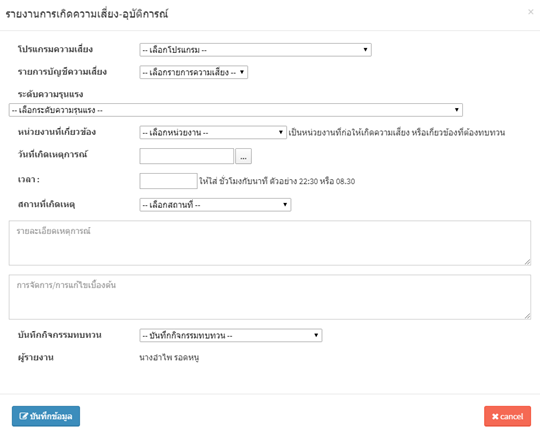 รายงานการเกิดความเสี่ยง-อุบัติการณ์
×
โปรแกรมความเสี่ยง -- เลือกโปรแกรม --
รายการบัญชีความเสี่ยง -- เลือกรายการความเสี่ยง --
ระดับความรุนแรง
-- เลือกระดับความรุนแรง --
หน่วยงานที่เกี่ยวข้อง -- เลือกหน่วยงาน -- เป็นหน่วยงานที่ก่อให้เกิดความเสี่ยง หรือเกี่ยวข้องที่ต้องทบทวน
วันที่เกิดเหตุการณ์ ...
เวลา : ให้ใส่ ชั่วโมงกับนาที ตัวอย่าง 22:30 หรือ 08.30
สถานที่เกิดเหตุ -- เลือกสถานที่ --
รายละเอียดเหตุการณ์
การจัดการ/การแก้ไขเบื้องต้น
บันทึกกิจกรรมทบทวน -- บันทึกกิจกรรมทบทวน --
ผู้รายงาน นางอำไพ รอดหนู
บันทึกข้อมูล
cancel